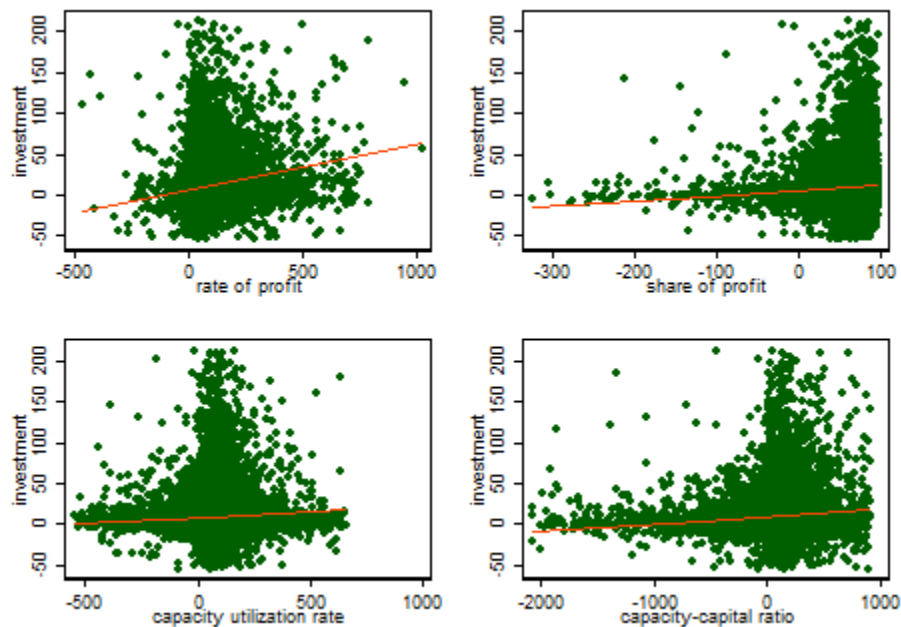 investment
-50 0 50 100 150 200
-500 0 500 1000
rate of profit
investment
-50 0 50 100 150 200
-300 -200 -100 0 100
share of profit
investment
-50 0 50 100 150 200
-500 0 500 1000
capacity utilization rate
investment
-50 0 50 100 150 200
-2000 -1000 0 1000
capacity-capital ratio